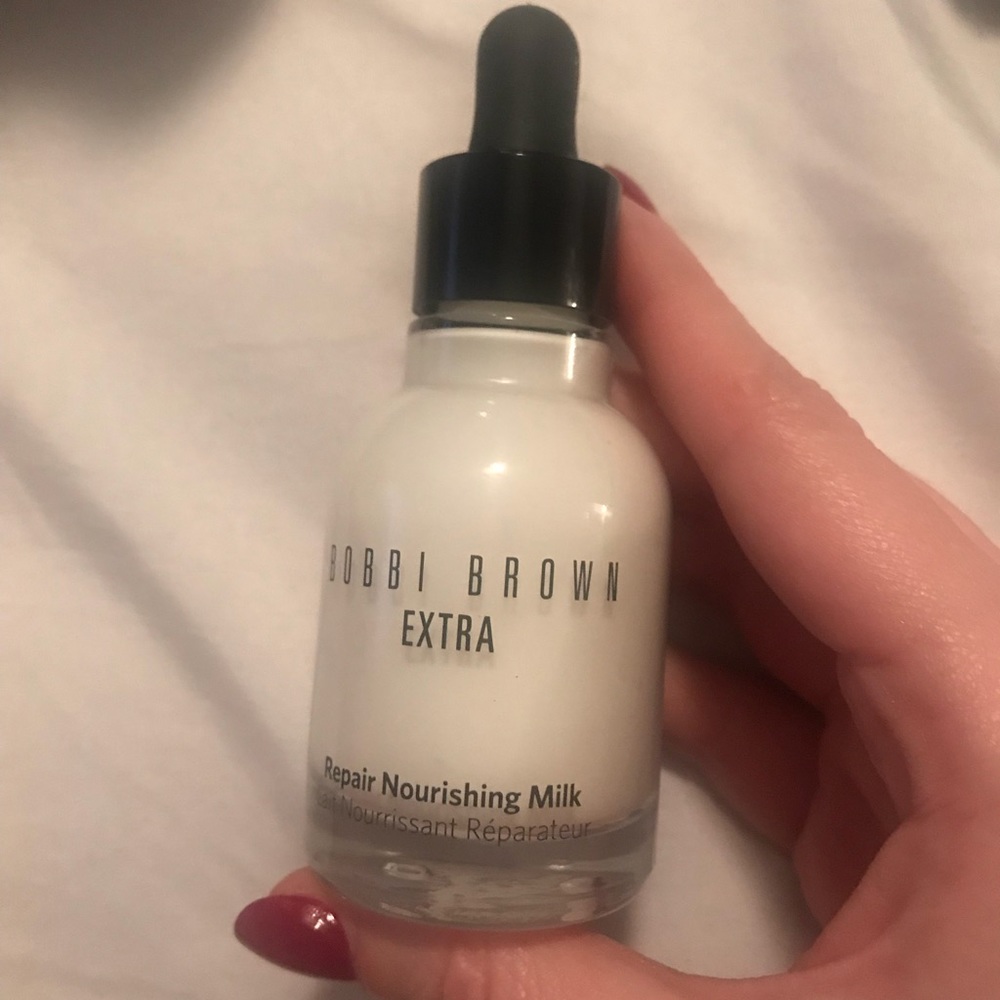 BOBBI BROWN
EXTRA
Repair Nourishing Milk
Lait Nourrissant Réparateur